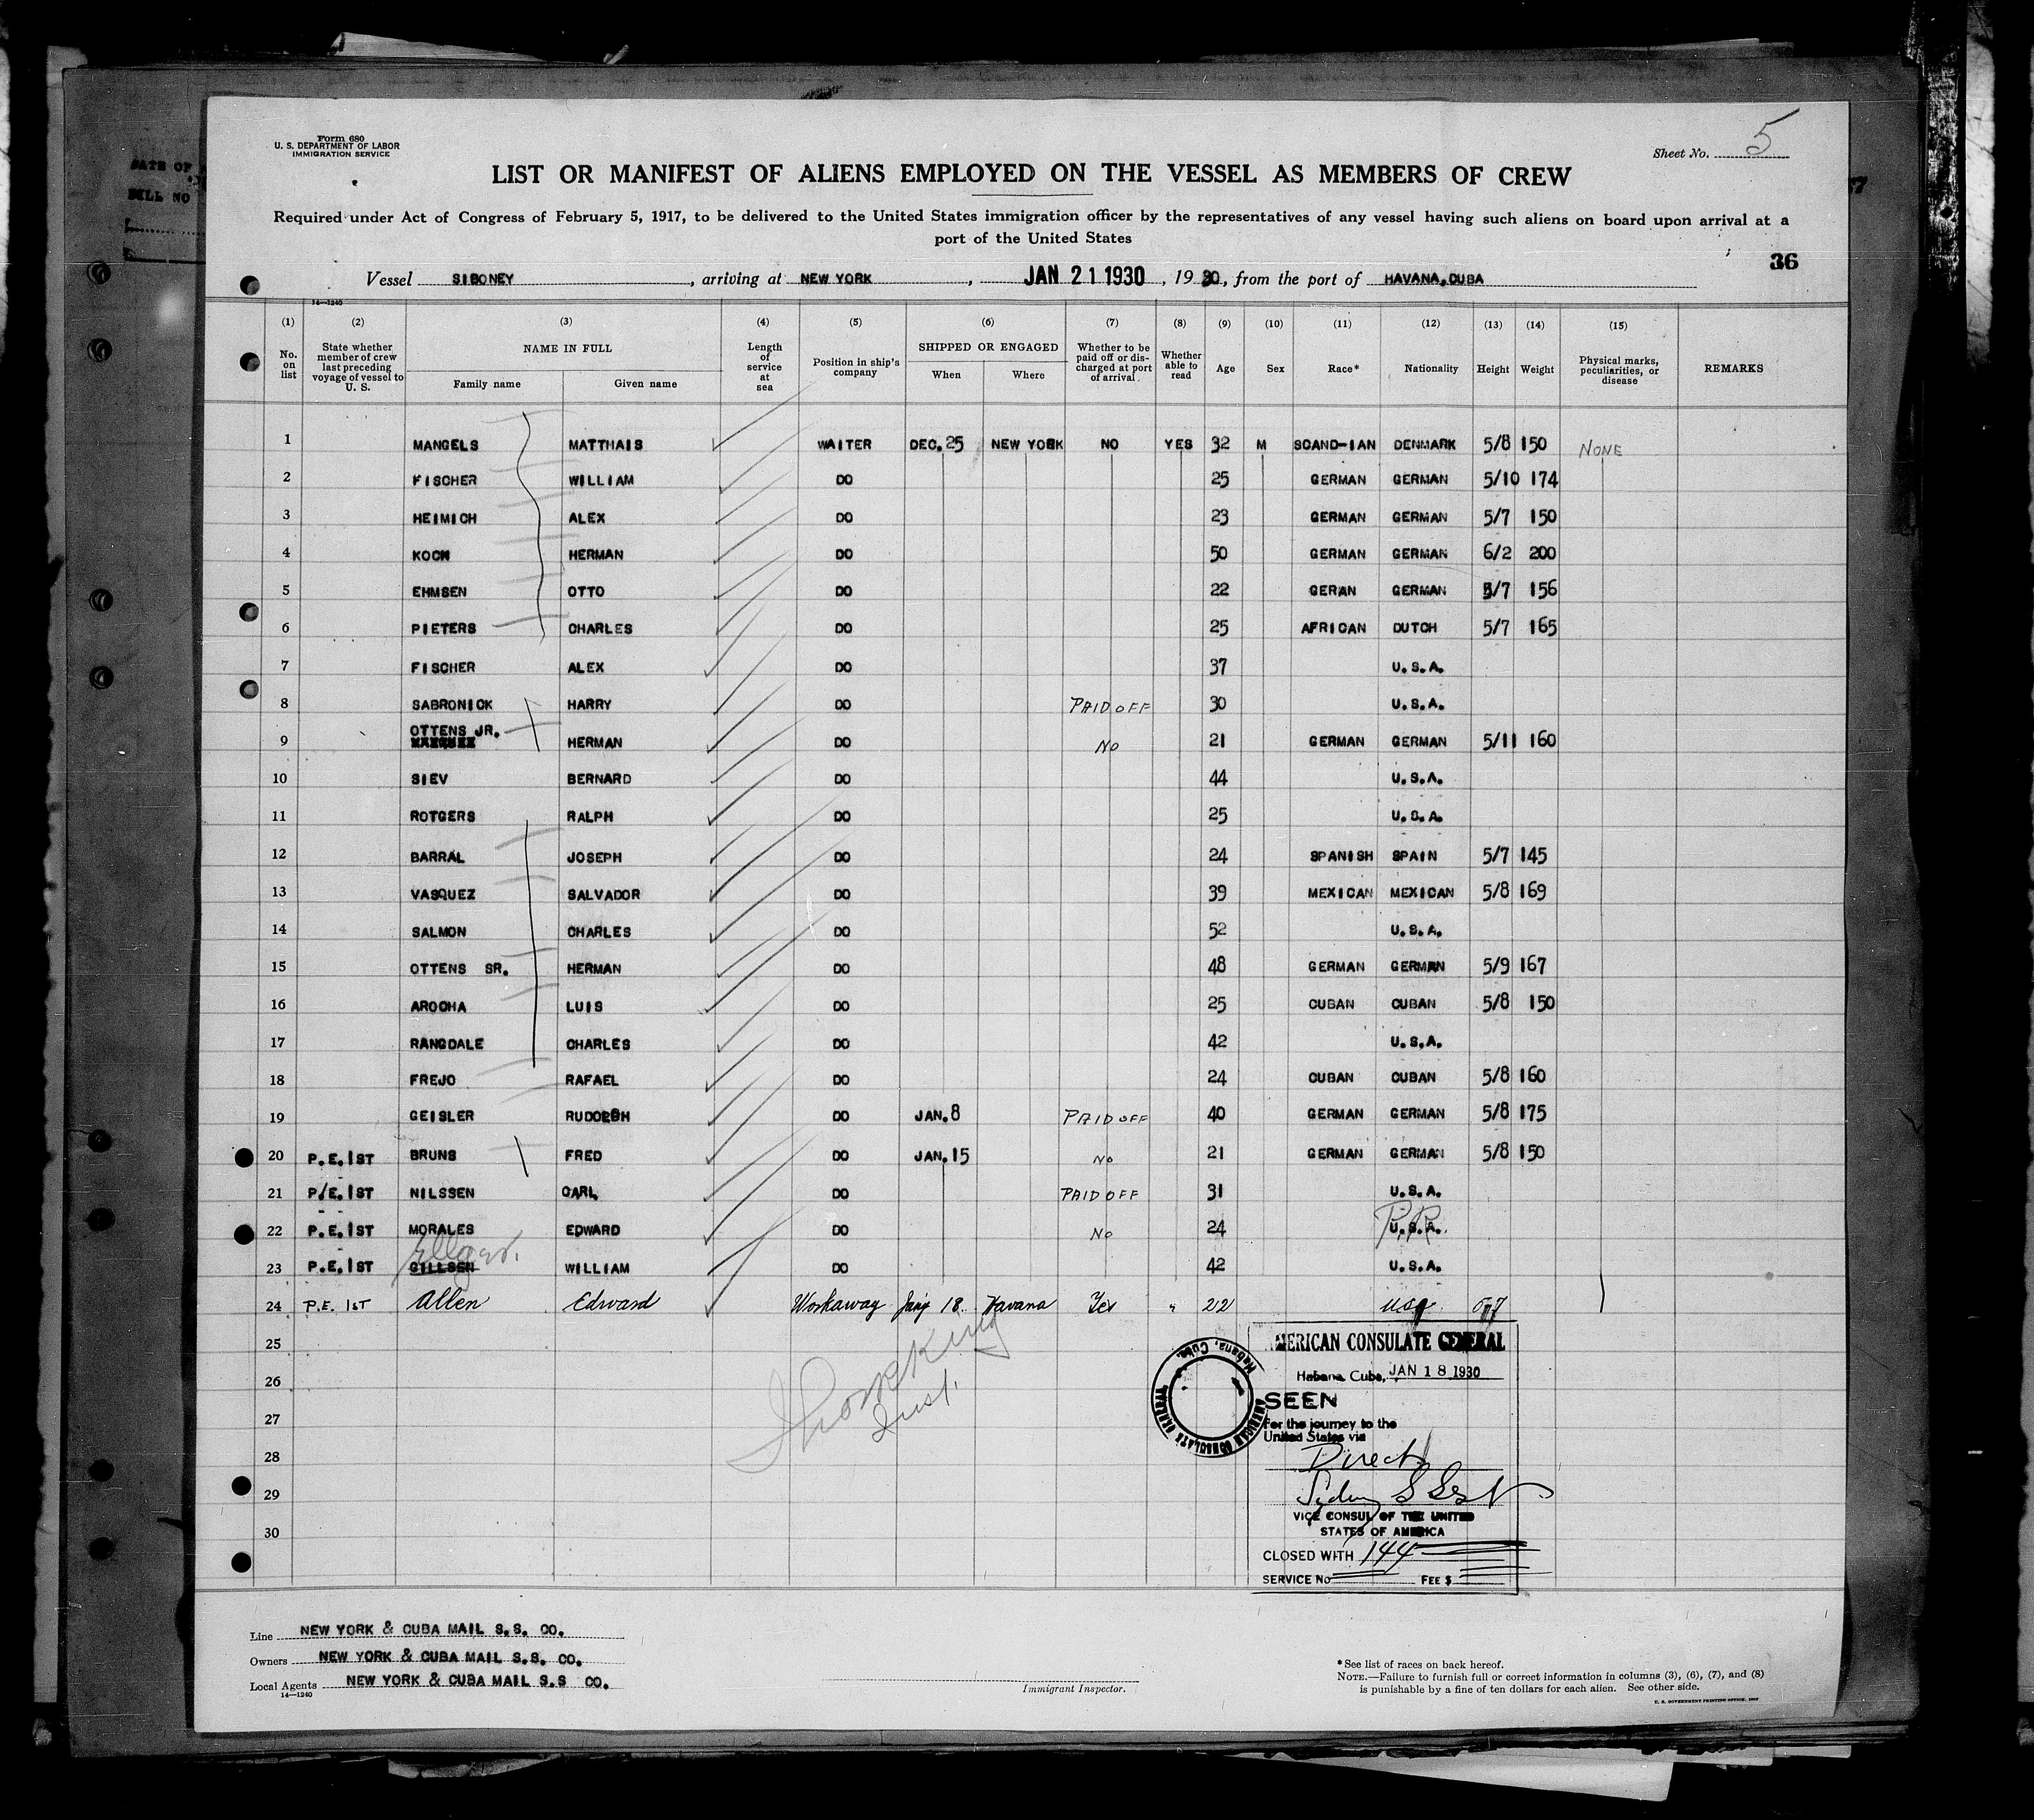 DATE OF
BILL NO
Form 680
U. S. DEPARTMENT OF LABOR
IMMIGRATION SERVICE
Sheet No. 5
LIST OR MANIFEST OF ALIENS EMPLOYED ON THE VESSEL AS MEMBERS OF CREW
Required under Act of Congress of February 5, 1917, to be delivered to the United States immigration officer by the representatives of any vessel having such aliens on board upon arrival at a
port of the United States
36
Vessel SIBONEY, arriving at NEW YORK, JAN 21 1930, 1930, from the port of HAVANA, CUBA
14—1240
(1) (2) (3) (4) (5) (6) (7) (8) (9) (10) (11) (12) (13) (14) (15)
No. on list
State whether member of crew last preceding voyage of vessel to U. S.
NAME IN FULL
Family name Given name
Length of service at sea
Position in ship's company
SHIPPED OR ENGAGED
When Where
Whether to be paid off or discharged at port of arrival
Whether able to read
Age Sex Race* Nationality Height Weight
Physical marks, peculiarities, or disease
REMARKS
1 MANGELS MATTHAIS WAITER DEC. 25 NEW YORK NO YES 32 M SCAND-IAN DENMARK 5/8 150 NONE
2 FISCHER WILLIAM DO 25 GERMAN GERMAN 5/10 174
3 HEIMICH ALEX DO 23 GERMAN GERMAN 5/7 150
4 KOCH HERMAN DO 50 GERMAN GERMAN 6/2 200
5 EHMSEN OTTO DO 22 GERAN GERMAN 5/7 156
6 PIETERS CHARLES DO 25 AFRICAN DUTCH 5/7 165
7 FISCHER ALEX DO 37 U.S.A.
8 SABRONICK HARRY DO PAID OFF 30 U.S.A.
9 OTTENS JR. HERMAN DO No 21 GERMAN GERMAN 5/11 160
10 SIEV BERNARD DO 44 U.S.A.
11 ROTGERS RALPH DO 25 U.S.A.
12 BARRAL JOSEPH DO 24 SPANISH SPAIN 5/7 145
13 VASQUEZ SALVADOR DO 39 MEXICAN MEXICAN 5/8 169
14 SALMON CHARLES DO 52 U.S.A.
15 OTTENS SR. HERMAN DO 48 GERMAN GERMAN 5/9 167
16 AROCHA LUIS DO 25 CUBAN CUBAN 5/8 150
17 RANGDALE CHARLES DO 42 U.S.A.
18 FREJO RAFAEL DO 24 CUBAN CUBAN 5/8 160
19 GEISLER RUDOLPH DO JAN. 8 PAID OFF 40 GERMAN GERMAN 5/8 175
20 P.E. 1ST BRUNS FRED DO JAN. 15 No 21 GERMAN GERMAN 5/8 150
21 P/E. 1ST NILSSEN CARL DO PAID OFF 31 U.S.A.
22 P.E. 1ST MORALES EDWARD DO No 24 U.S.A. P.R.
23 P.E. 1ST GILLSEN WILLIAM DO 42 U.S.A.
24 P.E. 1ST Allen Edward Workaway Jany 18 Havana Yes " 22 USA 5/7
25
26
27
28
29
30
AMERICAN CONSULATE GENERAL
Habana, Cuba, JAN 18 1930
SEEN
For the journey to the
United States via
Direct
VICE CONSUL OF THE UNITED
STATES OF AMERICA
CLOSED WITH 144
SERVICE No FEE $
AMERICAN CONSULATE GENERAL Habana, Cuba.
Line NEW YORK & CUBA MAIL S.S. CO.
Owners NEW YORK & CUBA MAIL S.S. CO.
Local Agents NEW YORK & CUBA MAIL S.S CO.
14—1240
Immigrant Inspector.
*See list of races on back hereof.
NOTE.—Failure to furnish full or correct information in columns (3), (6), (7), and (8)
is punishable by a fine of ten dollars for each alien. See other side.
U. S. GOVERNMENT PRINTING OFFICE